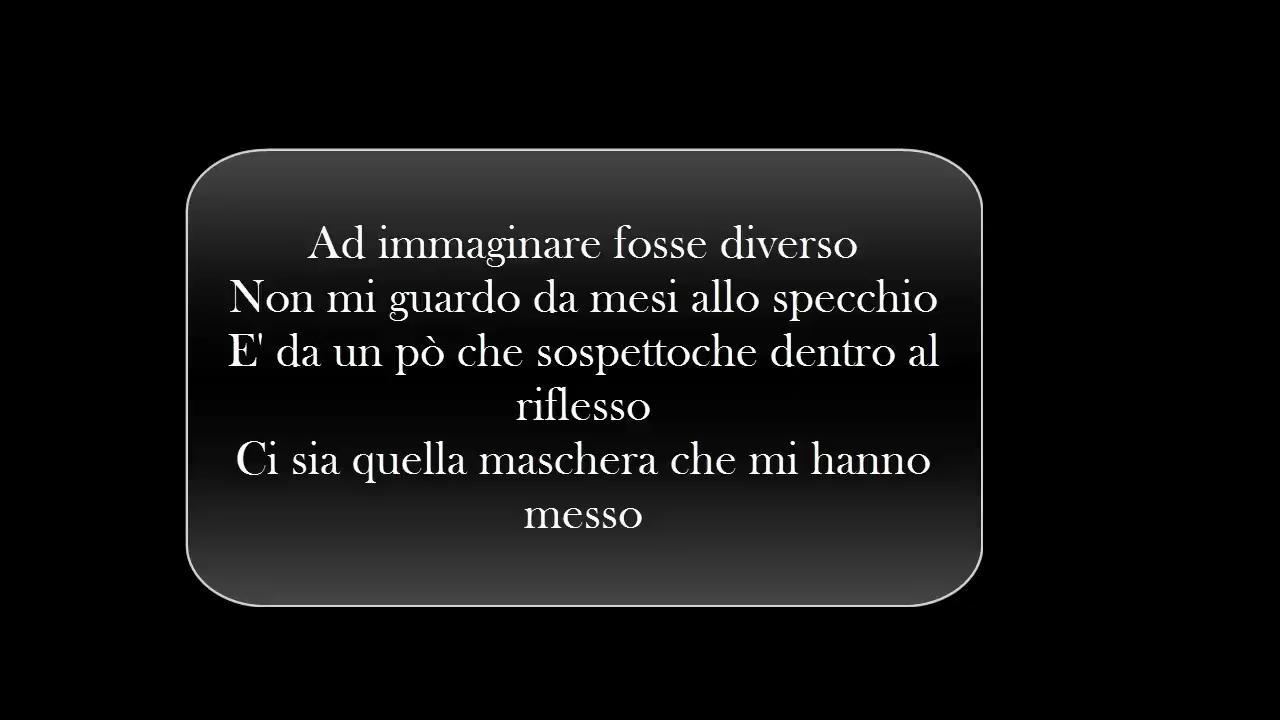 Ad immaginare fosse diverso
Non mi guardo da mesi allo specchio
E' da un pò che sospettoche dentro al
riflesso
Ci sia quella maschera che mi hanno
messo